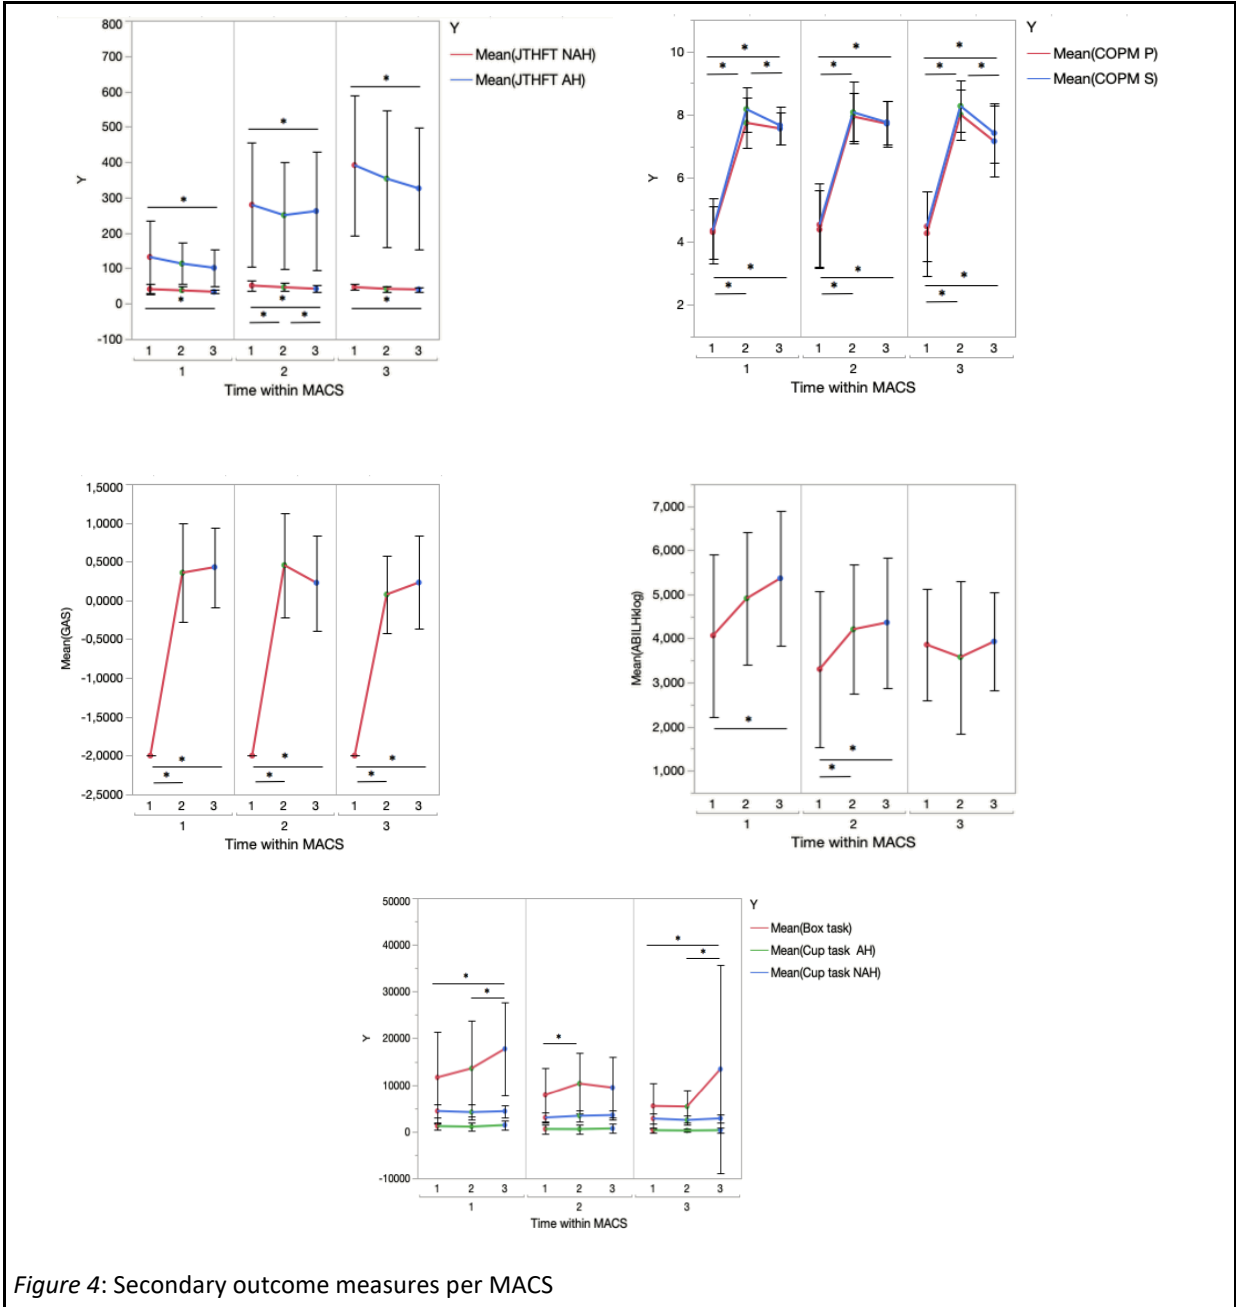 800
700
600
500
400
300
200
100
0
-100
Y
* * *
* * *
* *
1 2 3 1 2 3 1 2 3
1 2 3
Time within MACS
Y
Mean(JTHFT NAH)
Mean(JTHFT AH)
10
8
6
4
2
Y
* * *
* * * * *
* * *
* * *
1 2 3 1 2 3 1 2 3
1 2 3
Time within MACS
Y
Mean(COPM P)
Mean(COPM S)
1,5000
1,0000
0,5000
0,0000
-0,5000
-1,0000
-1,5000
-2,0000
-2,5000
Mean(GAS)
* * *
* * *
1 2 3 1 2 3 1 2 3
1 2 3
Time within MACS
7,000
6,000
5,000
4,000
3,000
2,000
1,000
Mean(ABILHklog)
* *
*
1 2 3 1 2 3 1 2 3
1 2 3
Time within MACS
50000
40000
30000
20000
10000
0
-10000
Y
* *
* * *
1 2 3 1 2 3 1 2 3
1 2 3
Time within MACS
Y
Mean(Box task)
Mean(Cup task AH)
Mean(Cup task NAH)
Figure 4: Secondary outcome measures per MACS